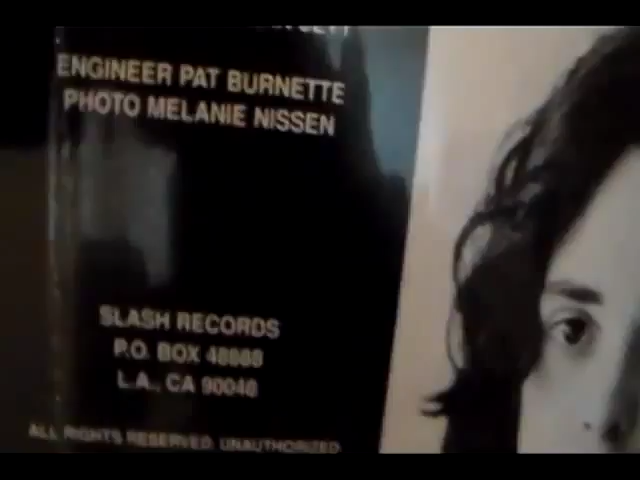 ENGINEER PAT BURNETTE
PHOTO MELANIE NISSEN
SLASH RECORDS
P.O. BOX 48888
L.A., CA 90048
ALL RIGHTS RESERVED. UNAUTHORIZED